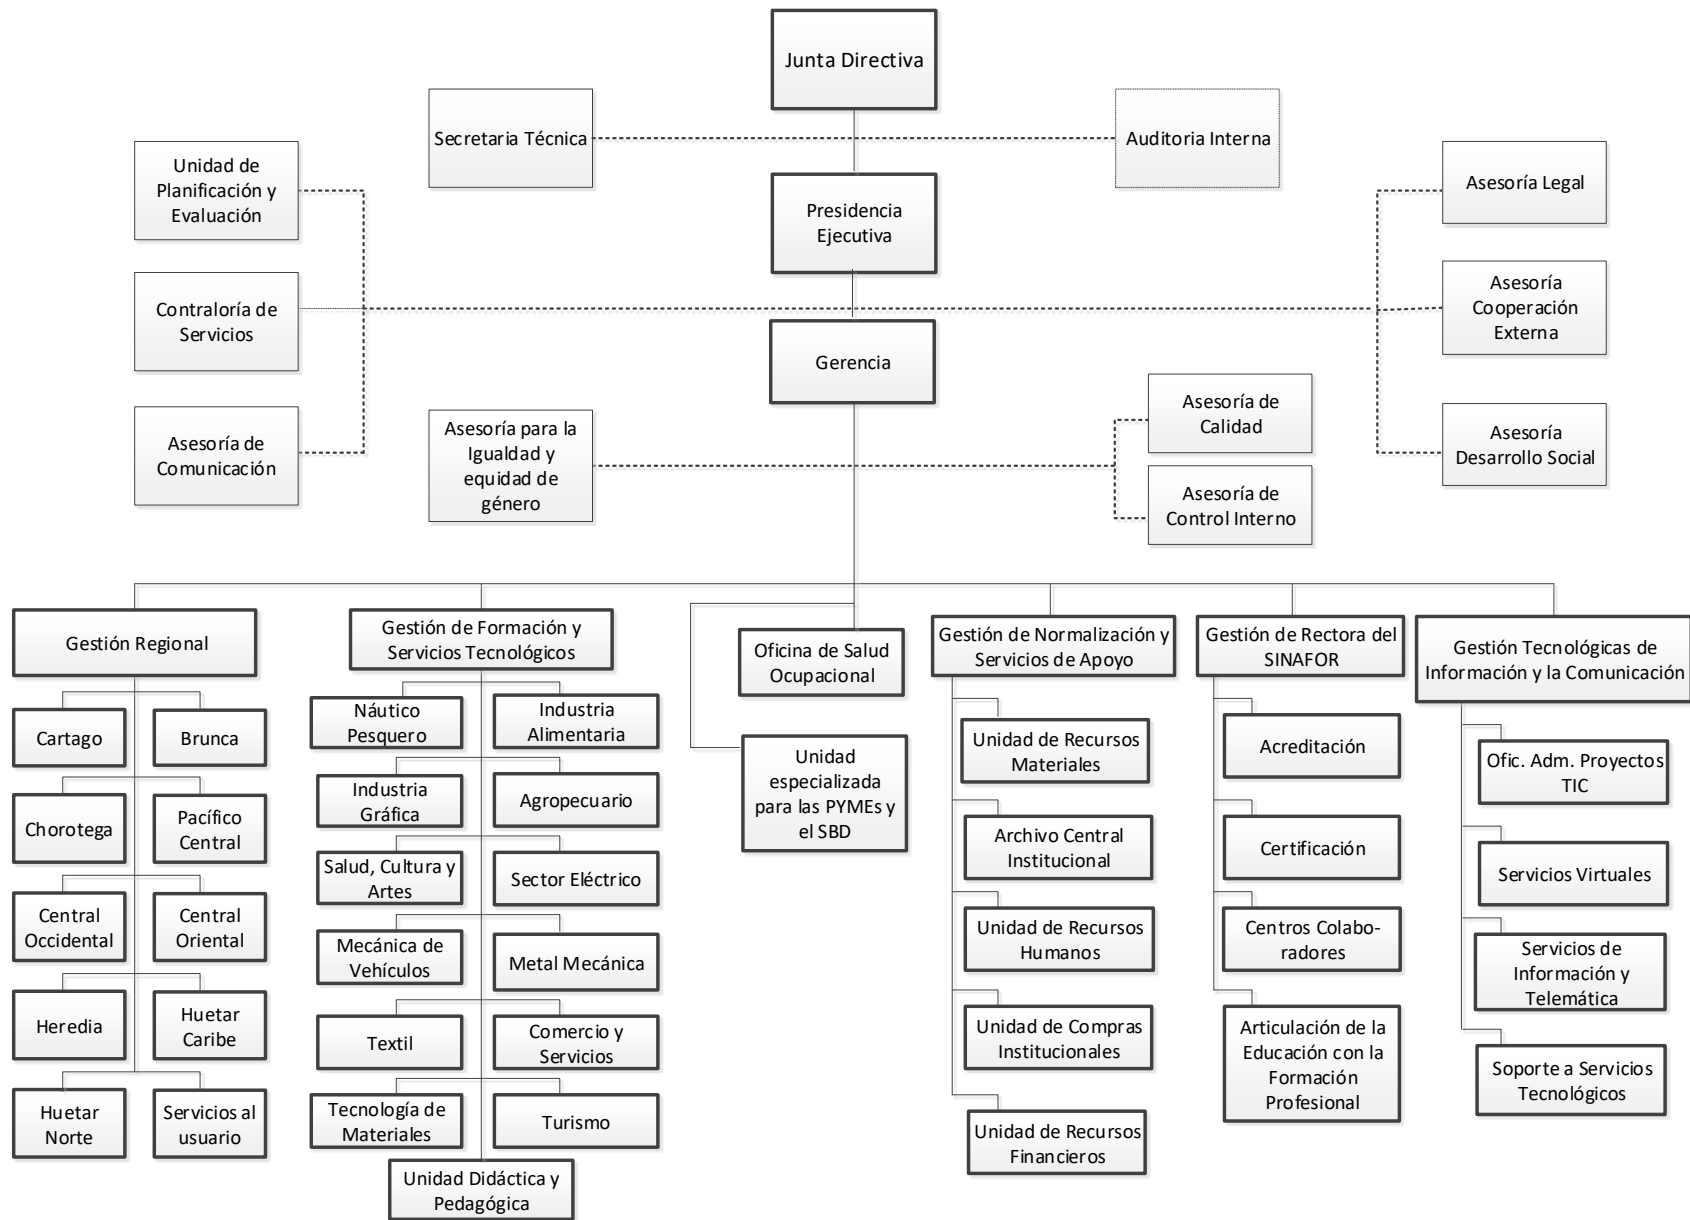 Junta Directiva
Secretaria Técnica
Auditoria Interna
Unidad de
Planificación y
Evaluación
Asesoría Legal
Presidencia
Ejecutiva
Contraloría de
Servicios
Asesoría
Cooperación
Externa
Gerencia
Asesoría de
Comunicación
Asesoría para la
Igualdad y
equidad de
género
Asesoría de
Calidad
Asesoría de
Control Interno
Asesoría
Desarrollo Social
Gestión Regional
Cartago
Brunca
Chorotega
Pacífico
Central
Central
Occidental
Central
Oriental
Heredia
Huetar
Caribe
Huetar
Norte
Servicios al
usuario
Gestión de Formación y
Servicios Tecnológicos
Náutico
Pesquero
Industria
Alimentaria
Industria
Gráfica
Agropecuario
Salud, Cultura y
Artes
Sector Eléctrico
Mecánica de
Vehículos
Metal Mecánica
Textil
Comercio y
Servicios
Tecnología de
Materiales
Turismo
Unidad Didáctica y
Pedagógica
Oficina de Salud
Ocupacional
Unidad
especializada
para las PYMEs y
el SBD
Gestión de Normalización y
Servicios de Apoyo
Unidad de Recursos
Materiales
Archivo Central
Institucional
Unidad de Recursos
Humanos
Unidad de Compras
Institucionales
Unidad de Recursos
Financieros
Gestión de Rectora del
SINAFOR
Acreditación
Certificación
Centros Colabo-
radores
Articulación de la
Educación con la
Formación
Profesional
Gestión Tecnológicas de
Información y la Comunicación
Ofic. Adm. Proyectos
TIC
Servicios Virtuales
Servicios de
Información y
Telemática
Soporte a Servicios
Tecnológicos